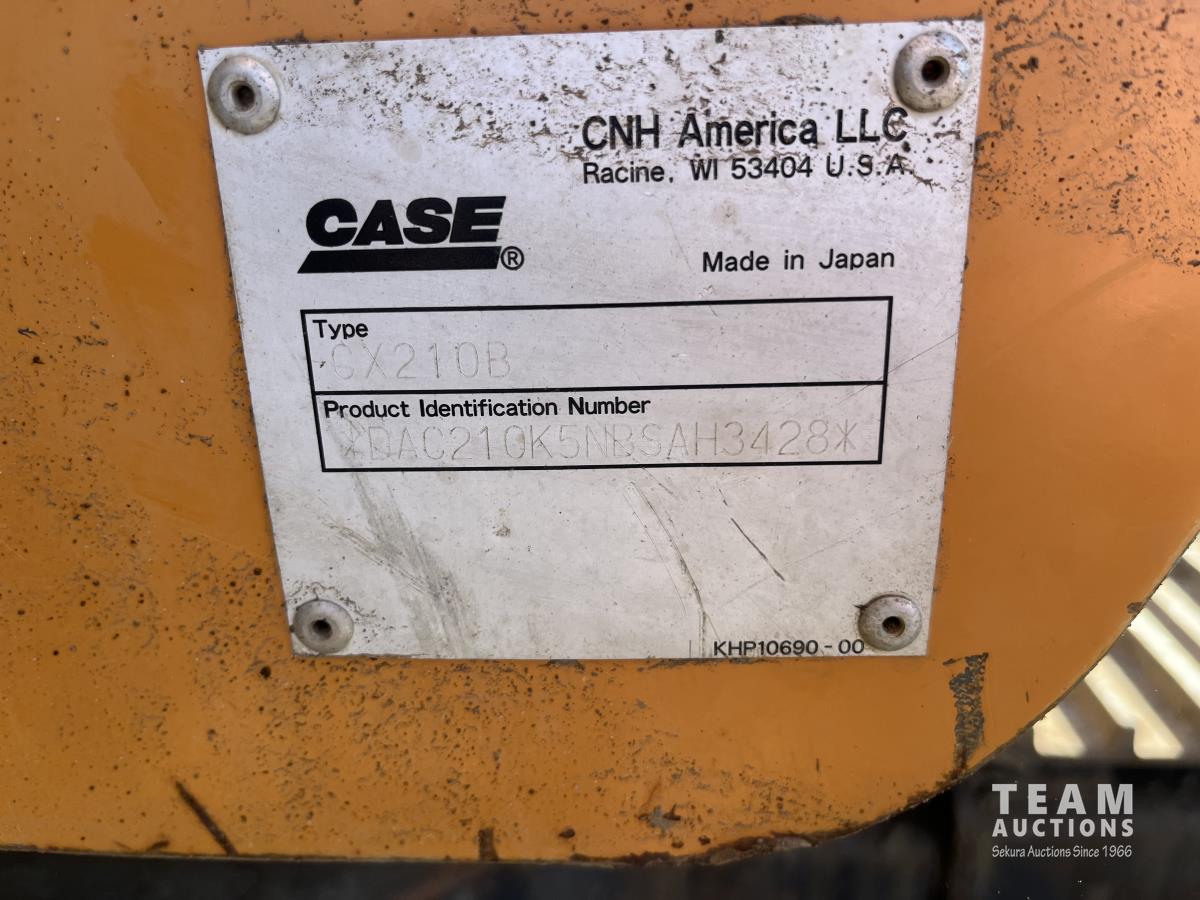 CNH America LLC
Racine, WI 53404 U.S.A.
CASE®
Made in Japan
Type
CX210B
Product Identification Number
*DAC210K5NBSAH3428*
KHP10690-00
TEAM
AUCTIONS
Sekura Auctions Since 1966